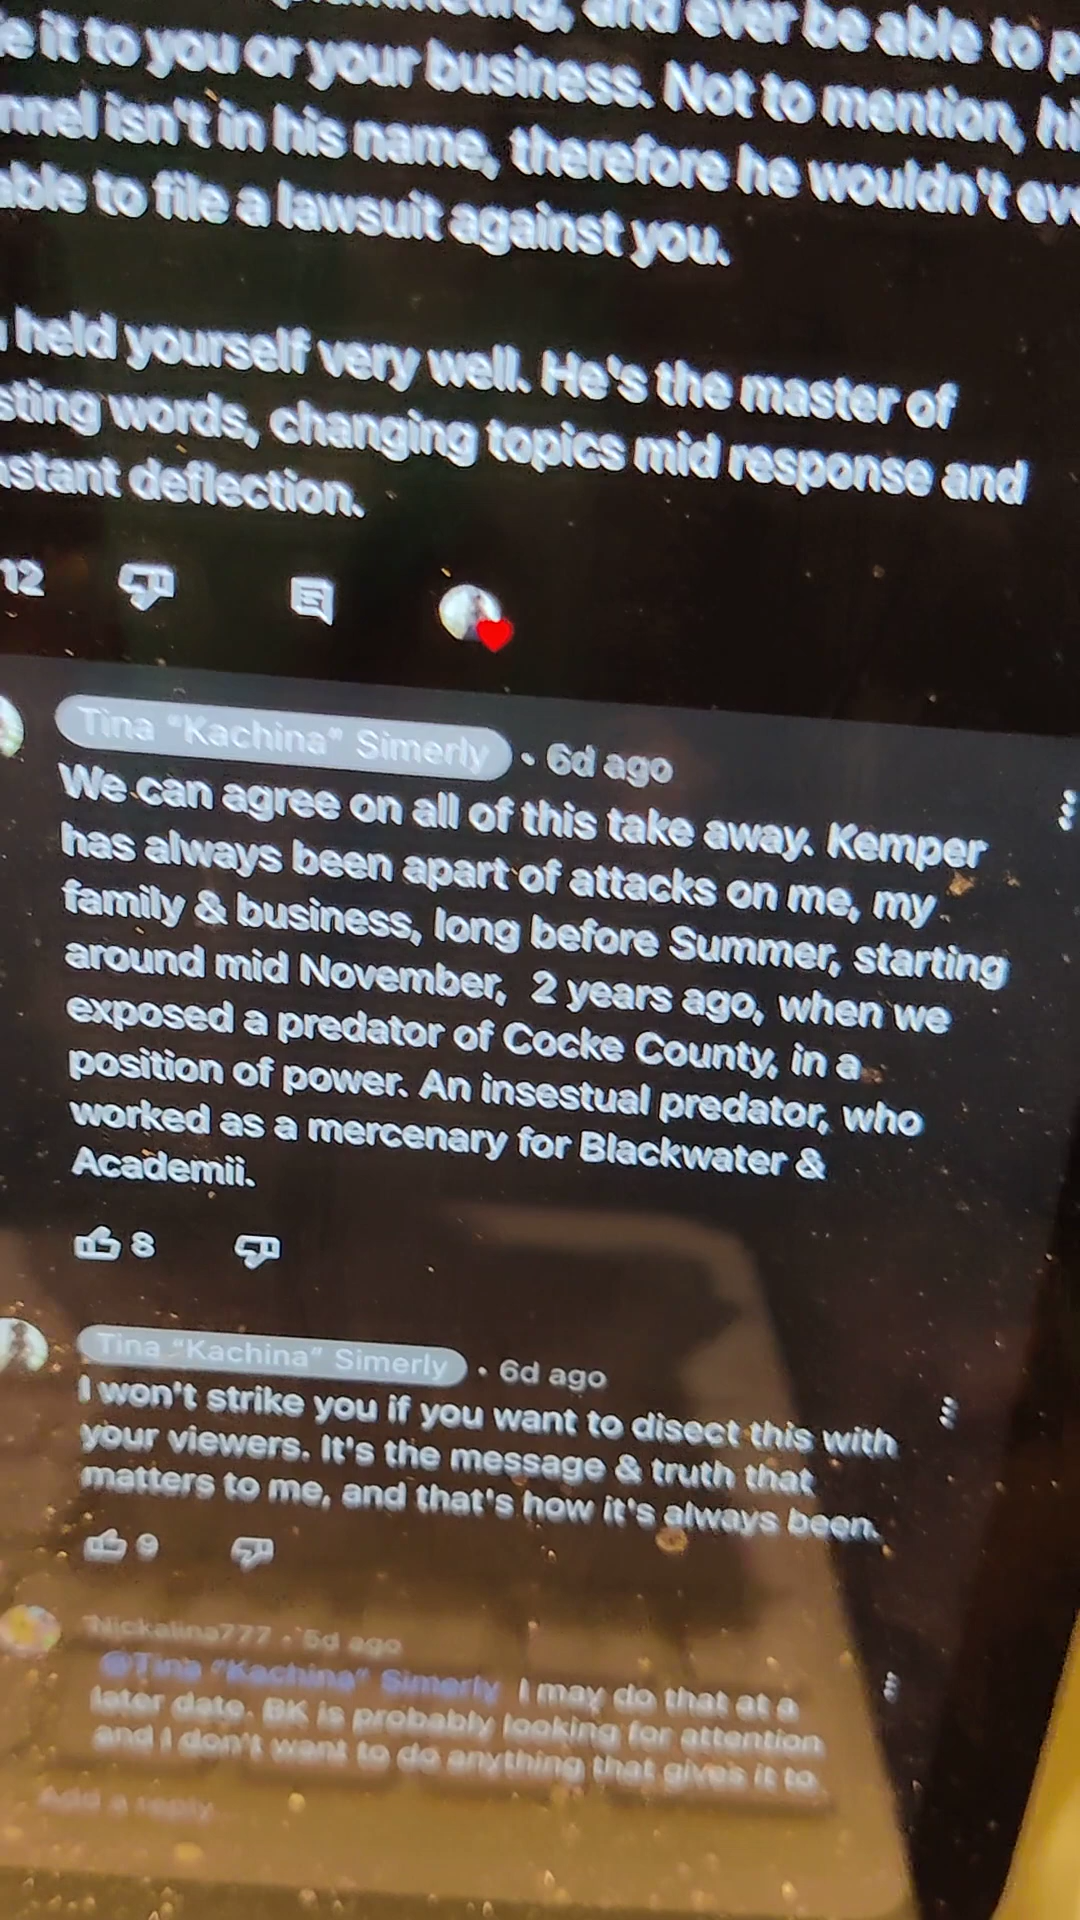 and ever be able to
it to you or your business. Not to mention,
isn't in his name, therefore he wouldn't
to file a lawsuit against you.
held yourself very well. He's the master of
words, changing topics mid response and
deflection.
12
Tina "Kachina" Simerly • 6d ago
We can agree on all of this take away. Kemper
has always been apart of attacks on me, my
family & business, long before Summer, starting
around mid November, 2 years ago, when we
exposed a predator of Cocke County, in a
position of power. An insestual predator, who
worked as a mercenary for Blackwater &
Academii.
8
Tina "Kachina" Simerly • 6d ago
I won't strike you if you want to disect this with
your viewers. It's the message & truth that
matters to me, and that's how it's always been.
9
Nickalina777 • 5d ago
@Tina "Kachina" Simerly I may do that at a
later date. BK is probably looking for attention
and I don't want to do anything that gives it to
Add a reply